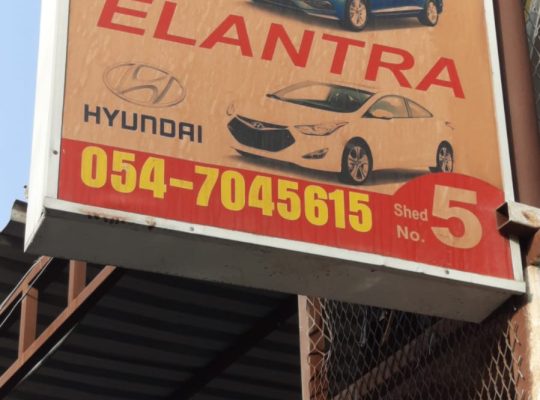 ELANTRA
HYUNDAI
054-7045615
Shed
No. 5